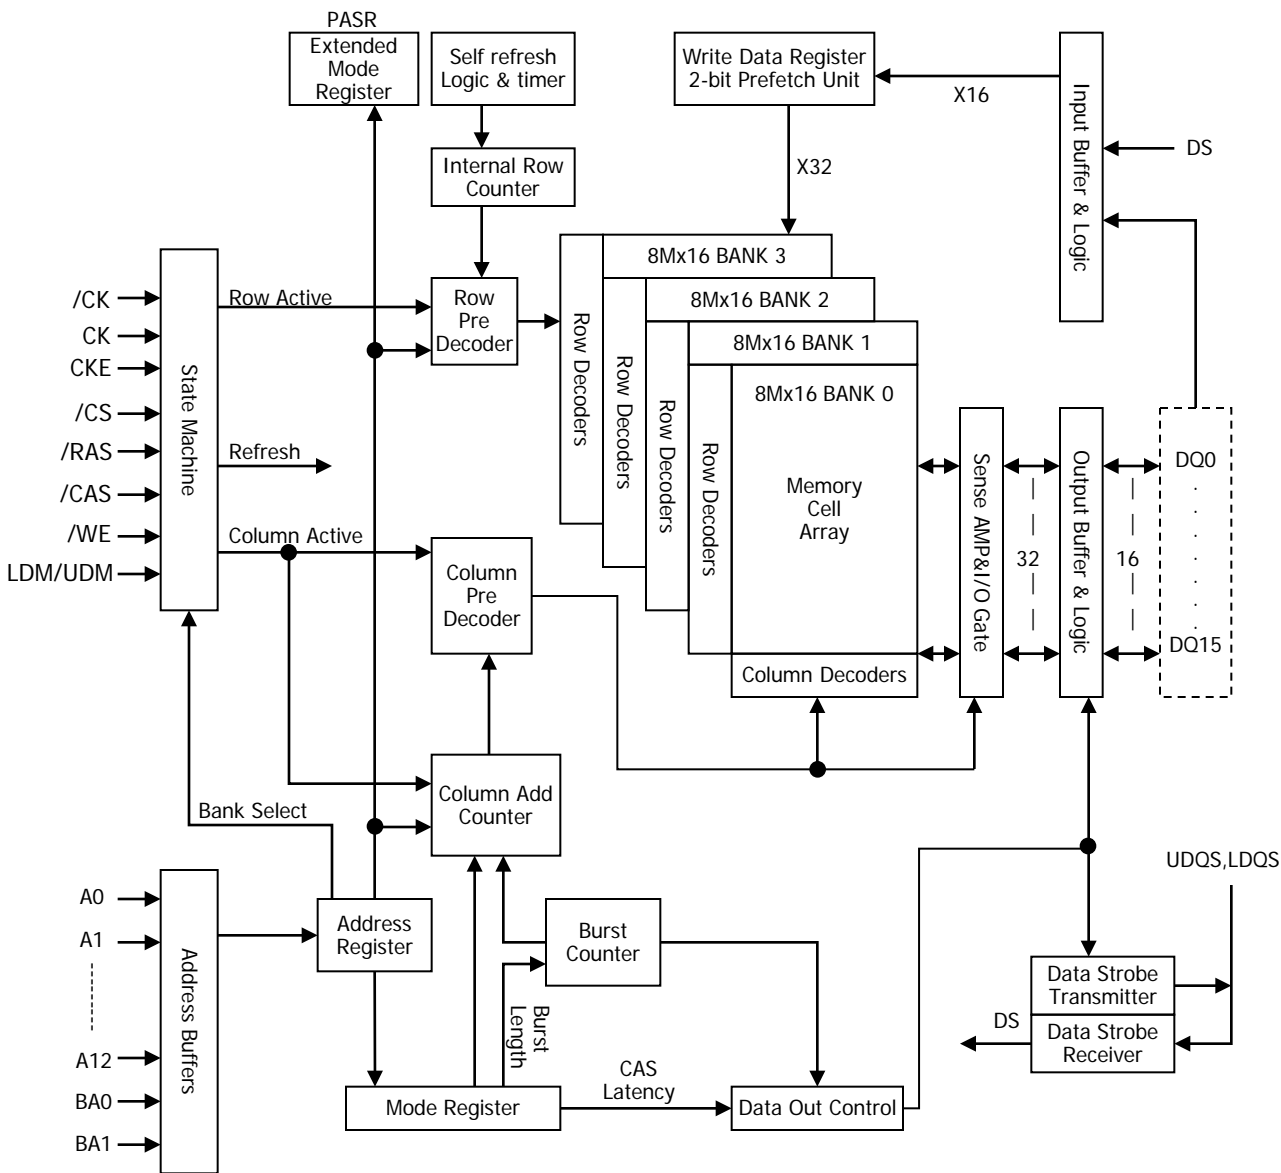 PASR
Extended
Mode
Register
Self refresh
Logic & timer
Write Data Register
2-bit Prefetch Unit
X16
Input Buffer & Logic
DS
Internal Row
Counter
X32
8Mx16 BANK 3
8Mx16 BANK 2
8Mx16 BANK 1
8Mx16 BANK 0
Row Decoders
Row Decoders
Row Decoders
Row Decoders
Memory
Cell
Array
Column Decoders
/CK
CK
CKE
/CS
/RAS
/CAS
/WE
LDM/UDM
State Machine
Row Active
Refresh
Column Active
Row
Pre
Decoder
Column
Pre
Decoder
Sense AMP&I/O Gate
32
Output Buffer & Logic
16
DQ0
.
.
.
.
.
.
.
DQ15
Bank Select
Column Add
Counter
A0
A1
A12
BA0
BA1
Address Buffers
Address
Register
Burst
Counter
Burst
Length
Mode Register
CAS
Latency
Data Out Control
UDQS,LDQS
Data Strobe
Transmitter
DS
Data Strobe
Receiver